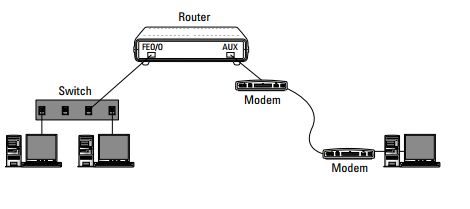 Router
FE0/0
AUX
Switch
Modem
Modem